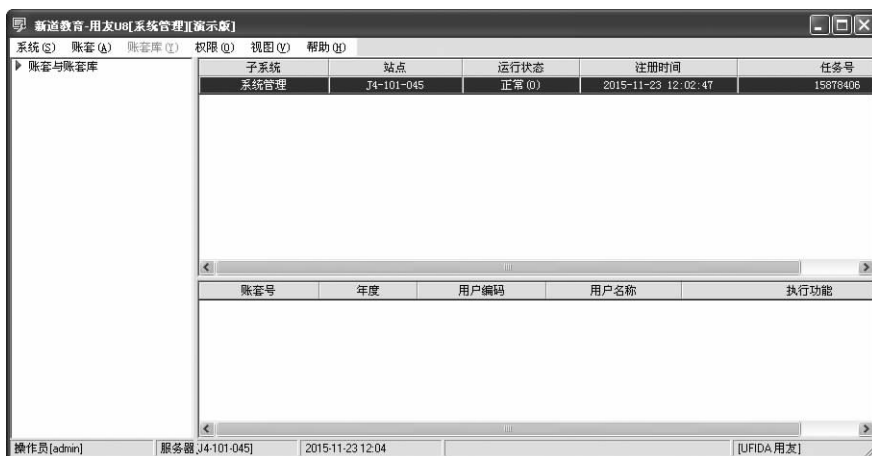 新道教育-用友U8[系统管理][演示版]
系统(S) 账套(A) 账套库(Y) 权限(O) 视图(V) 帮助(H)
账套与账套库
子系统 站点 运行状态 注册时间 任务号
系统管理 J4-101-045 正常(0) 2015-11-23 12:02:47 15878406
账套号 年度 用户编码 用户名称 执行功能
操作员[admin] 服务器[J4-101-045] 2015-11-23 12:04 [UFIDA用友]